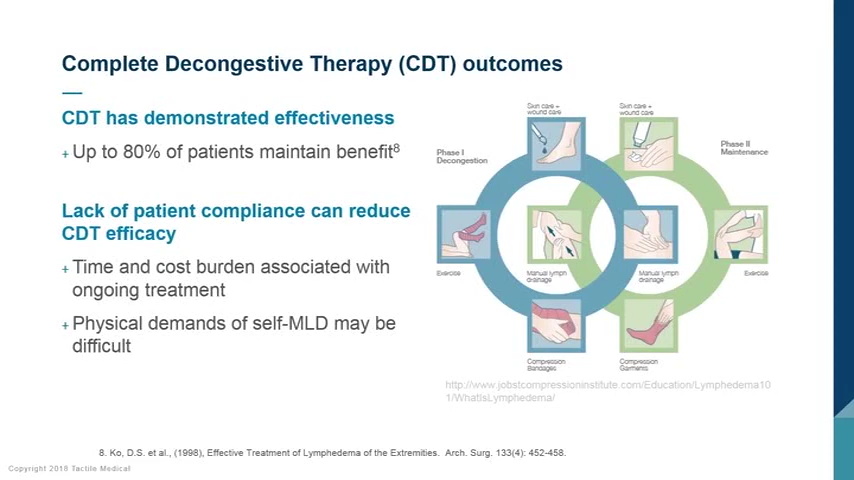 Complete Decongestive Therapy (CDT) outcomes
CDT has demonstrated effectiveness
+ Up to 80% of patients maintain benefit8
Lack of patient compliance can reduce
CDT efficacy
+ Time and cost burden associated with
ongoing treatment
+ Physical demands of self-MLD may be
difficult
Skin care +
wound care
Skin care +
wound care
Phase I
Decongestion
Phase II
Maintenance
Exercise
Manual lymph
drainage
Manual lymph
drainage
Exercise
Compression
Bandages
Compression
Garments
http://www.jobstcompressioninstitute.com/Education/Lymphedema10
1/WhatIsLymphedema/
8. Ko, D.S. et al., (1998), Effective Treatment of Lymphedema of the Extremities. Arch. Surg. 133(4): 452-458.
Copyright 2018 Tactile Medical